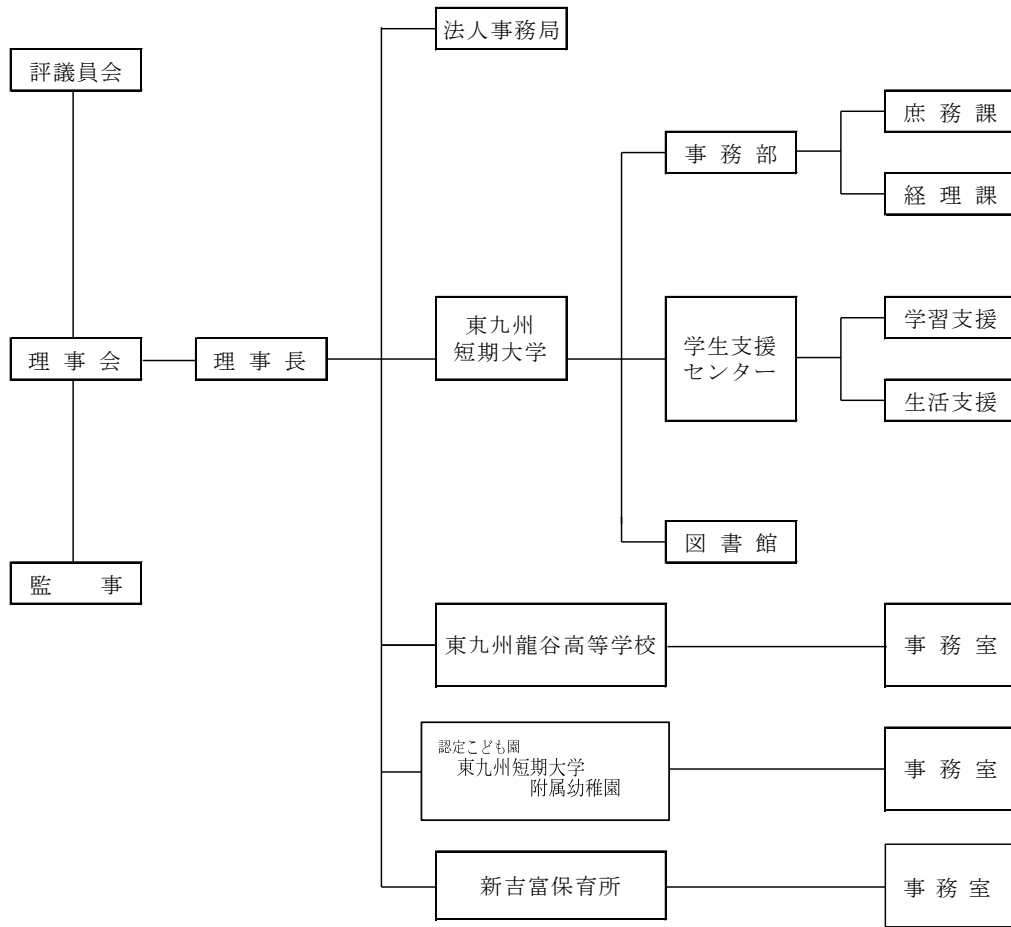 法人事務局
評議員会
庶務課
事務部
経理課
東九州
短期大学
学習支援
理事会
理事長
学生支援
センター
生活支援
図書館
監事
東九州龍谷高等学校
事務室
認定こども園
東九州短期大学
附属幼稚園
事務室
新吉富保育所
事務室